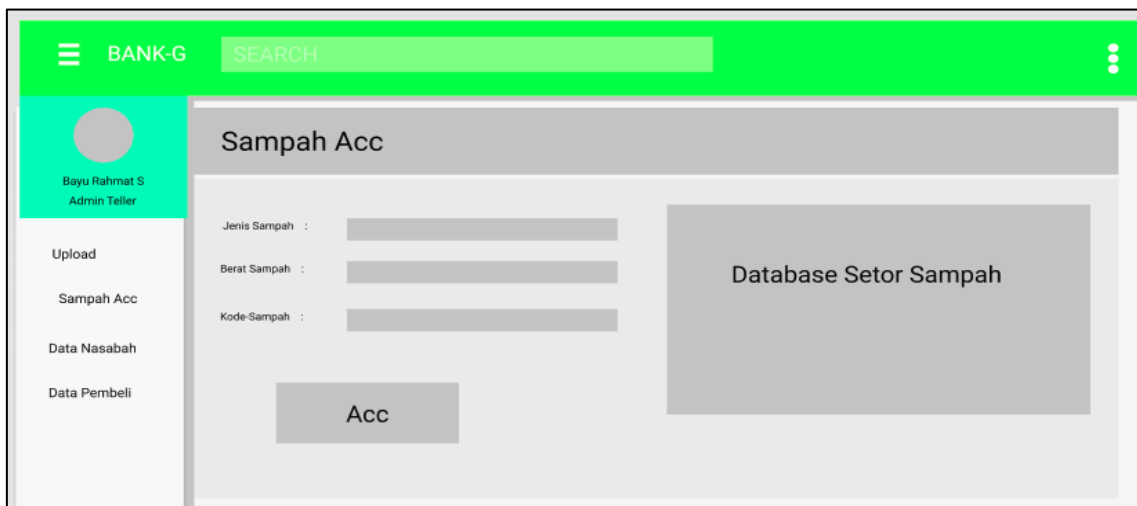 BANK-G
SEARCH
Bayu Rahmat S
Admin Teller
Upload
Sampah Acc
Data Nasabah
Data Pembeli
Sampah Acc
Jenis Sampah :
Berat Sampah :
Kode-Sampah :
Acc
Database Setor Sampah